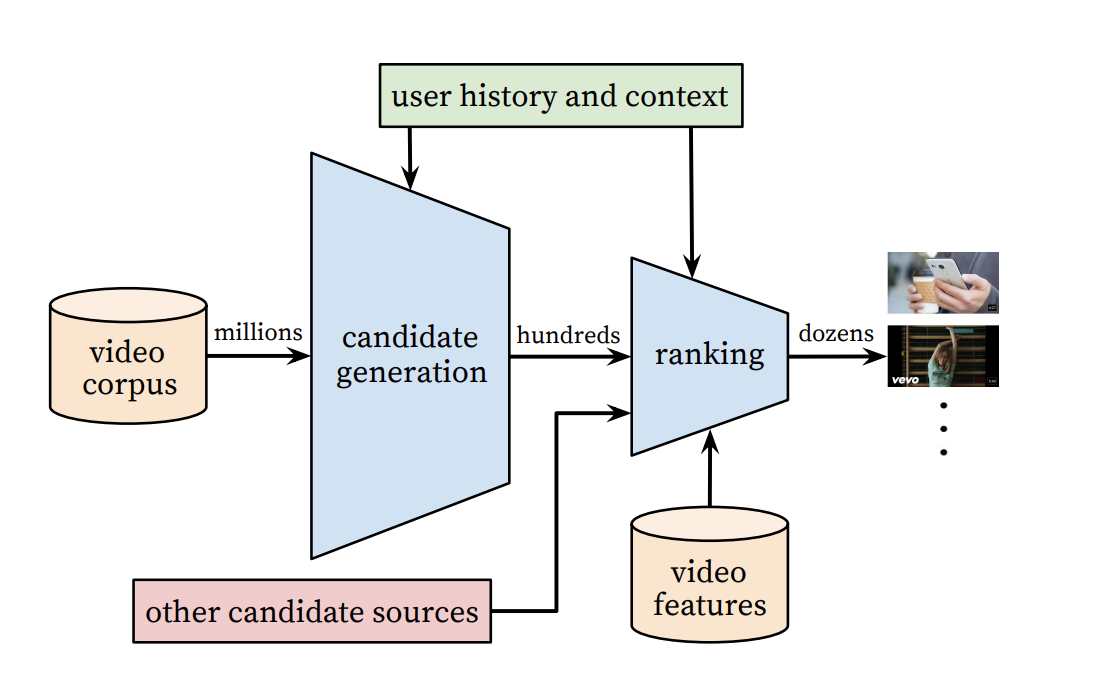 user history and context
video
corpus
millions
candidate
generation
hundreds
ranking
dozens
vevo
other candidate sources
video
features